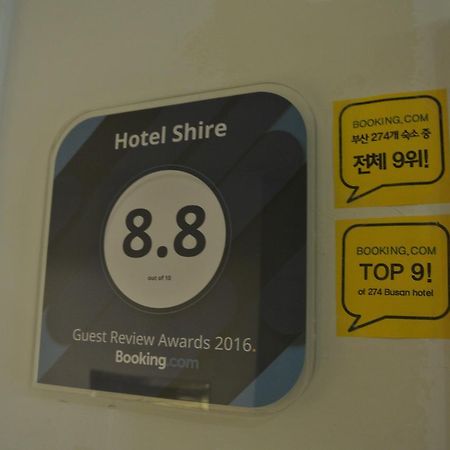 Hotel Shire
8.8
out of 10
Guest Review Awards 2016.
Booking.com
BOOKING.COM
부산 274개 숙소 중
전체 9위!
BOOKING.COM
TOP 9!
of 274 Busan hotel